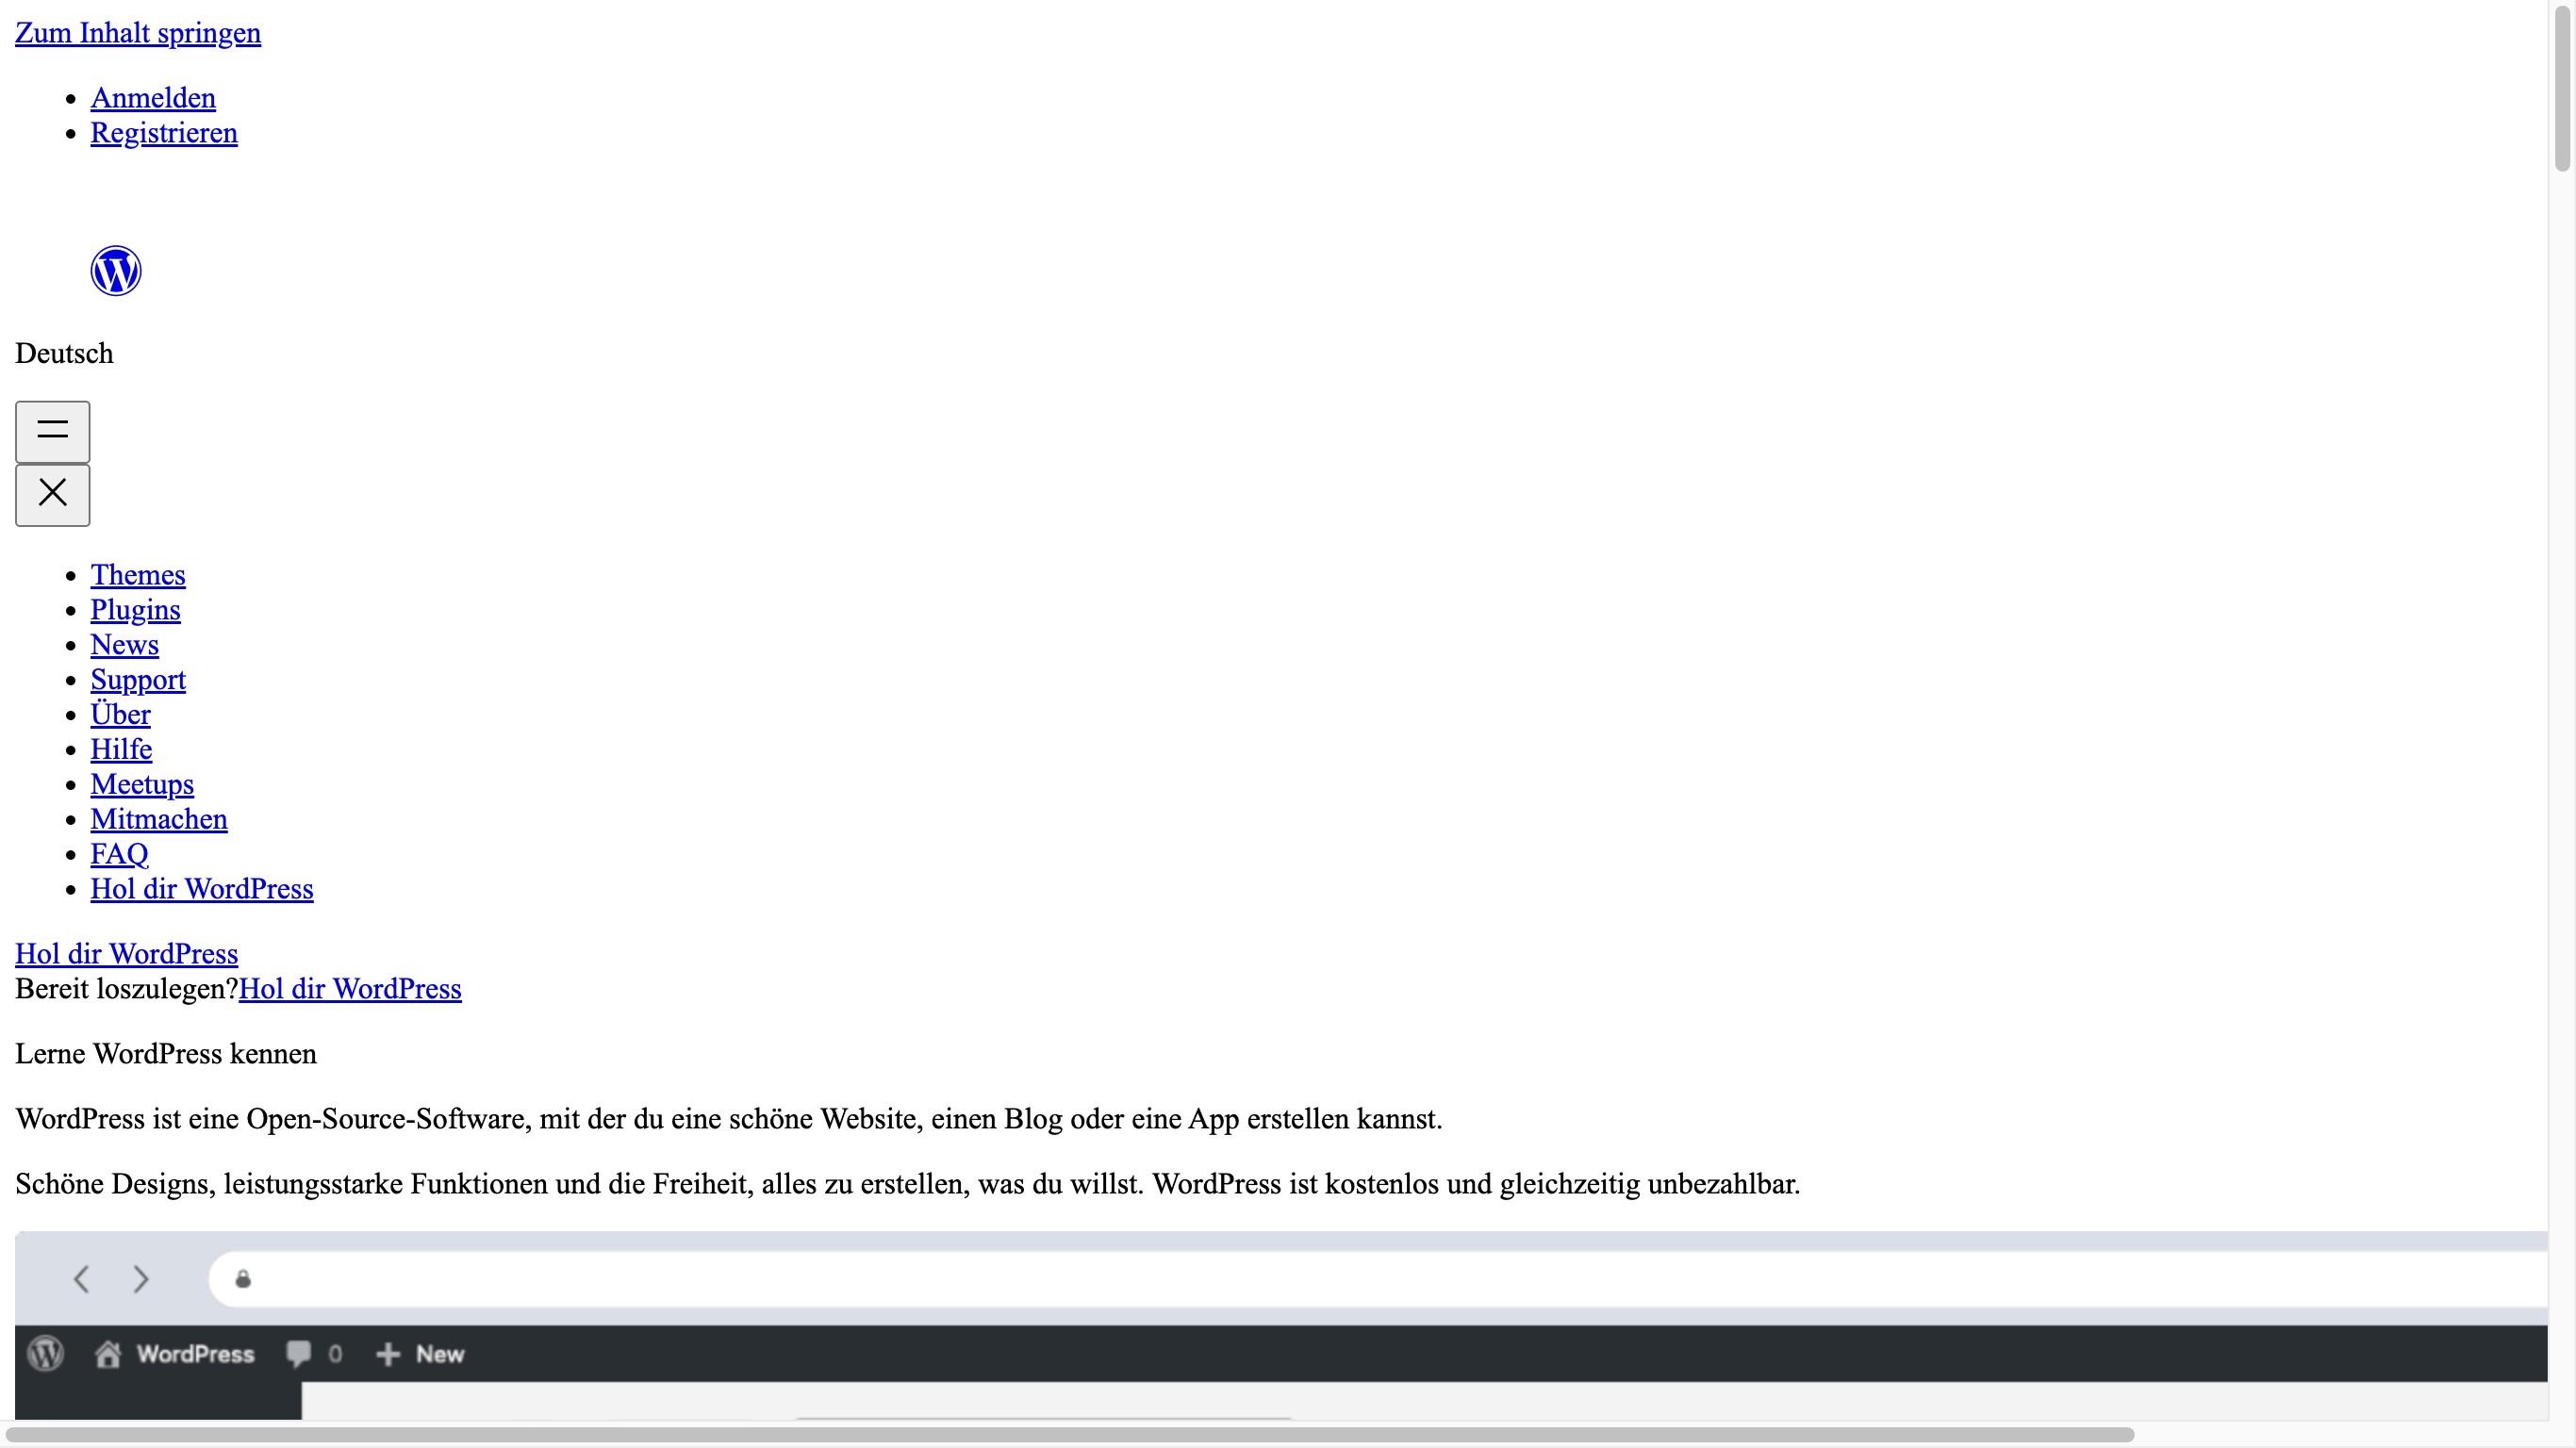 Zum Inhalt springen
Anmelden
Registrieren
Deutsch
Themes
Plugins
News
Support
Über
Hilfe
Meetups
Mitmachen
FAQ
Hol dir WordPress
Hol dir WordPress
Bereit loszulegen?Hol dir WordPress
Lerne WordPress kennen
WordPress ist eine Open-Source-Software, mit der du eine schöne Website, einen Blog oder eine App erstellen kannst.
Schöne Designs, leistungsstarke Funktionen und die Freiheit, alles zu erstellen, was du willst. WordPress ist kostenlos und gleichzeitig unbezahlbar.
WordPress 0 New